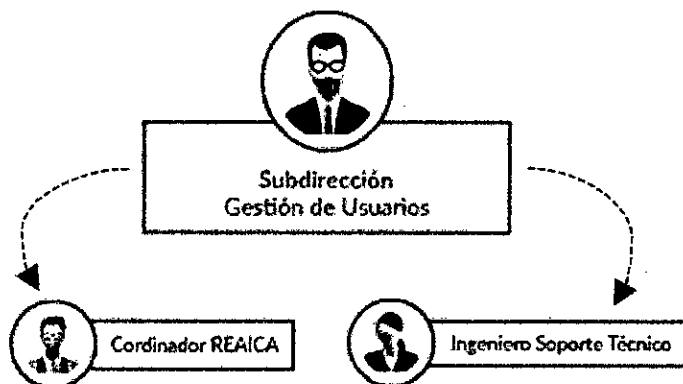 Subdirección
Gestión de Usuarios
Cordinador REAICA
Ingeniero Soporte Técnico